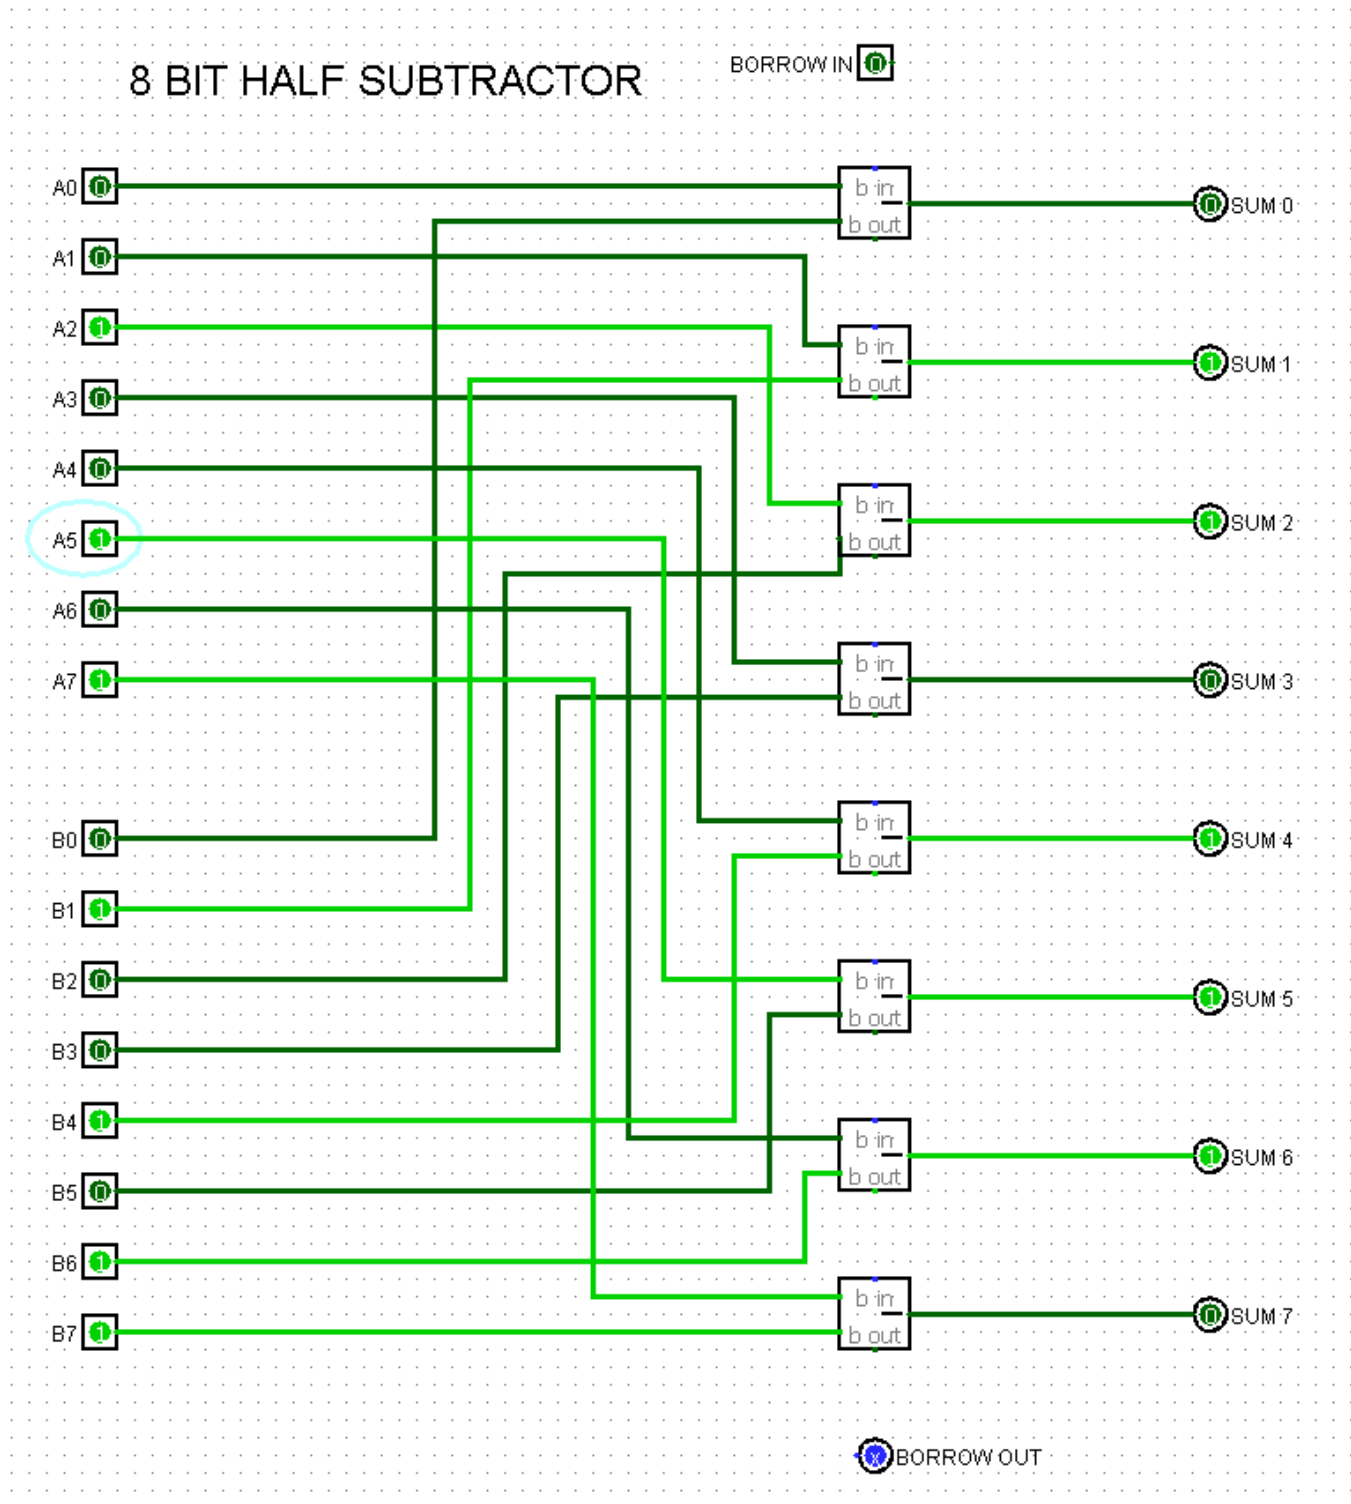 BORROW IN 0
8 BIT HALF SUBTRACTOR
A0 0
b in
b out
0 SUM 0
A1 0
A2 1
b in
b out
1 SUM 1
A3 0
A4 0
b in
b out
1 SUM 2
A5 1
A6 0
A7 1
b in
b out
0 SUM 3
B0 0
b in
b out
1 SUM 4
B1 1
B2 0
b in
b out
1 SUM 5
B3 0
B4 1
b in
b out
1 SUM 6
B5 0
B6 1
b in
b out
0 SUM 7
B7 1
x BORROW OUT